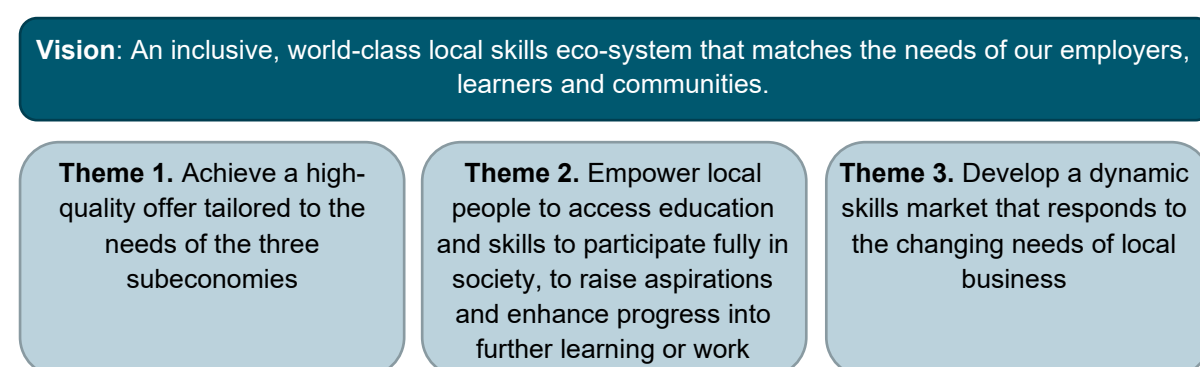 Vision: An inclusive, world-class local skills eco-system that matches the needs of our employers,
learners and communities.
Theme 1. Achieve a high-
quality offer tailored to the
needs of the three
subeconomies
Theme 2. Empower local
people to access education
and skills to participate fully in
society, to raise aspirations
and enhance progress into
further learning or work
Theme 3. Develop a dynamic
skills market that responds to
the changing needs of local
business